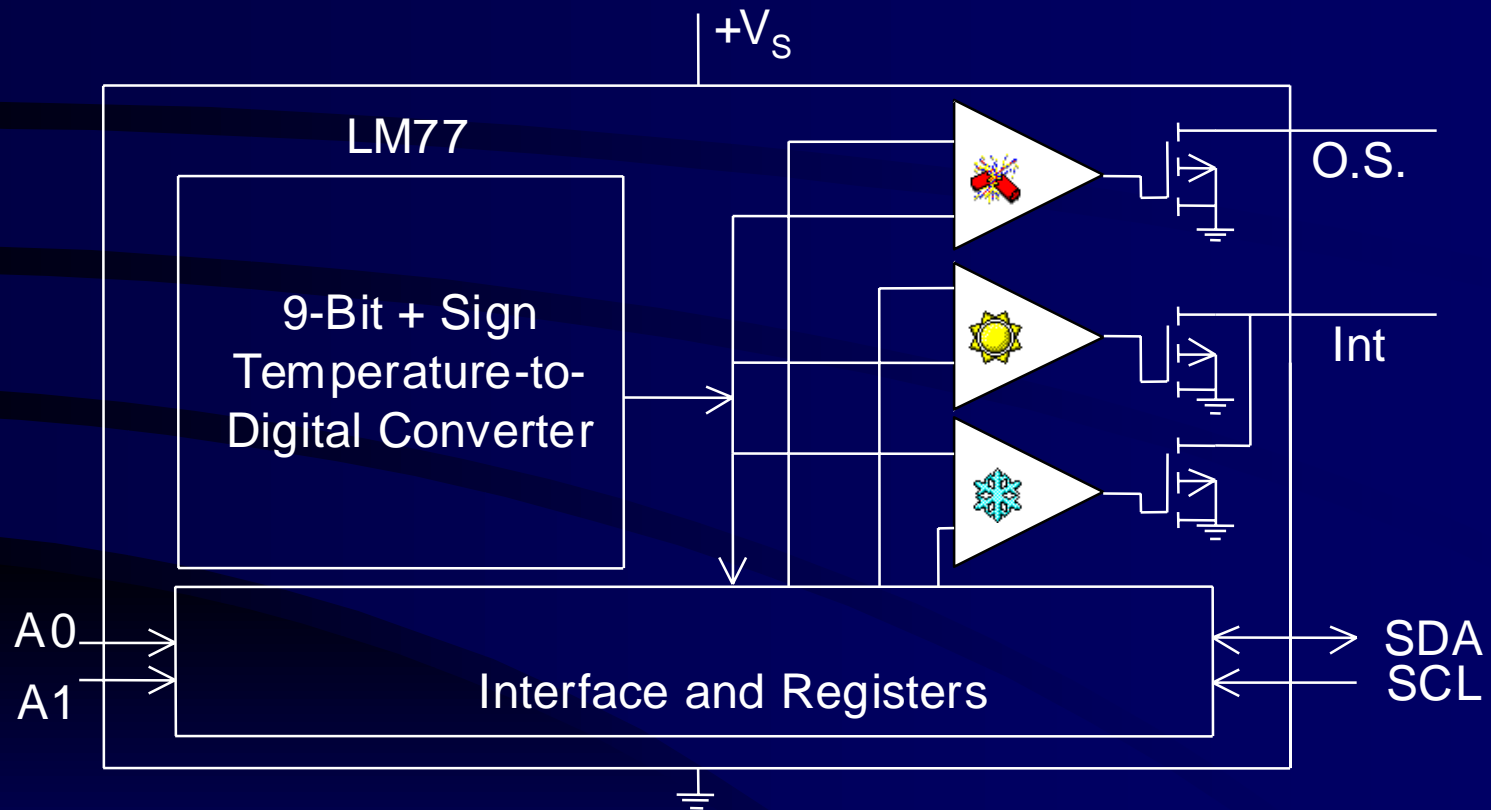 +VS
LM77
O.S.
9-Bit + Sign
Temperature-to-
Digital Converter
Int
A0
A1
Interface and Registers
SDA
SCL